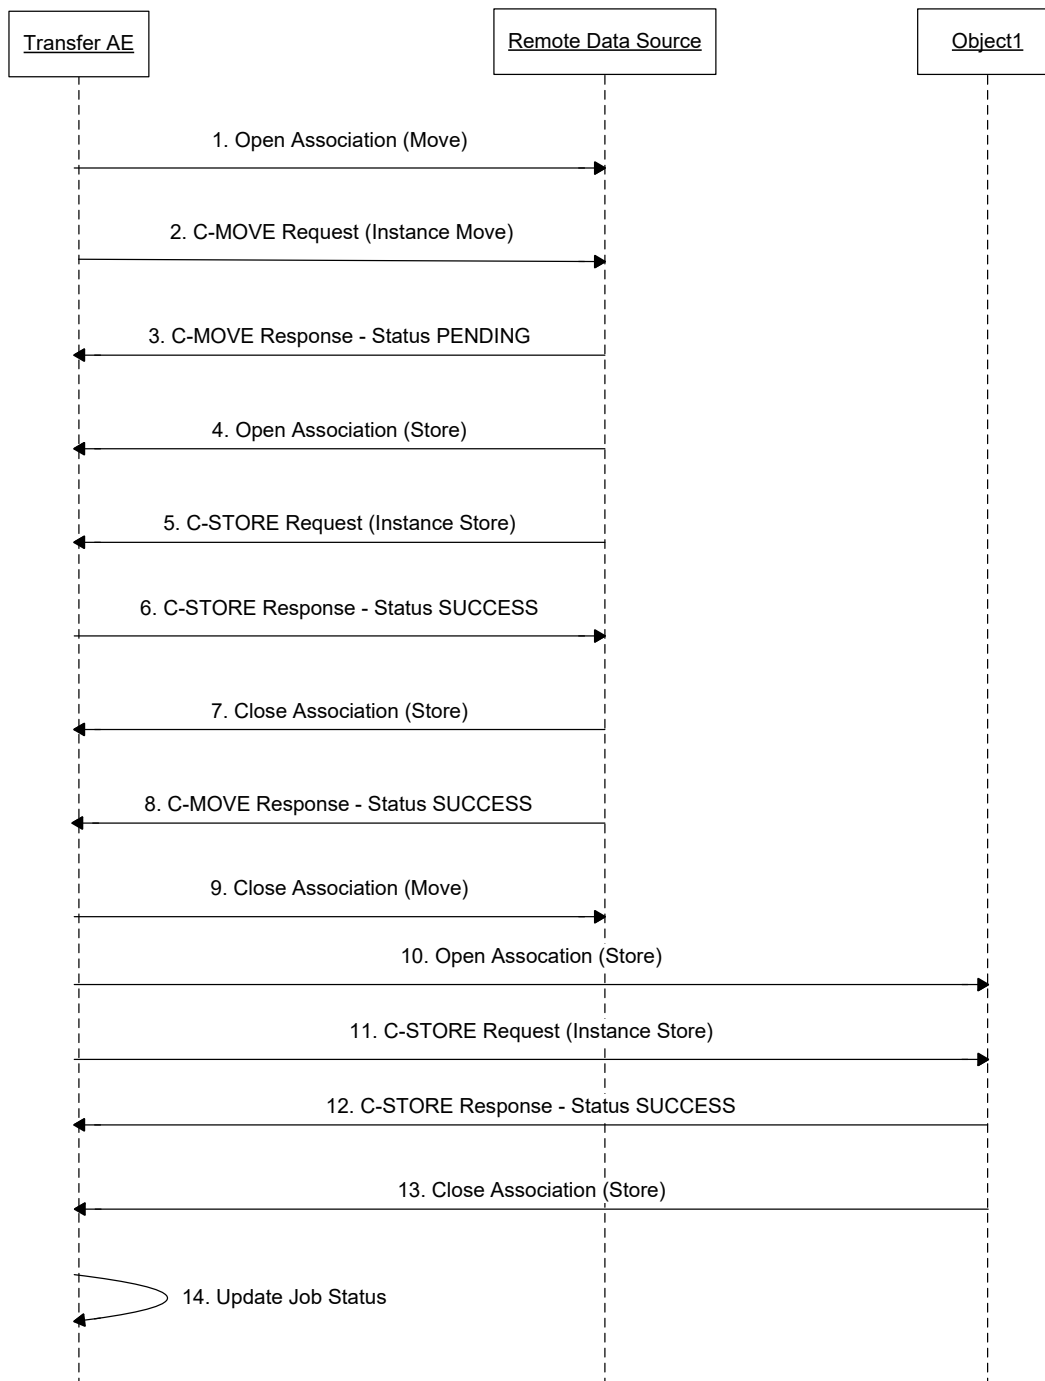 Transfer AE
Remote Data Source
Object1
1. Open Association (Move)
2. C-MOVE Request (Instance Move)
3. C-MOVE Response - Status PENDING
4. Open Association (Store)
5. C-STORE Request (Instance Store)
6. C-STORE Response - Status SUCCESS
7. Close Association (Store)
8. C-MOVE Response - Status SUCCESS
9. Close Association (Move)
10. Open Assocation (Store)
11. C-STORE Request (Instance Store)
12. C-STORE Response - Status SUCCESS
13. Close Association (Store)
14. Update Job Status